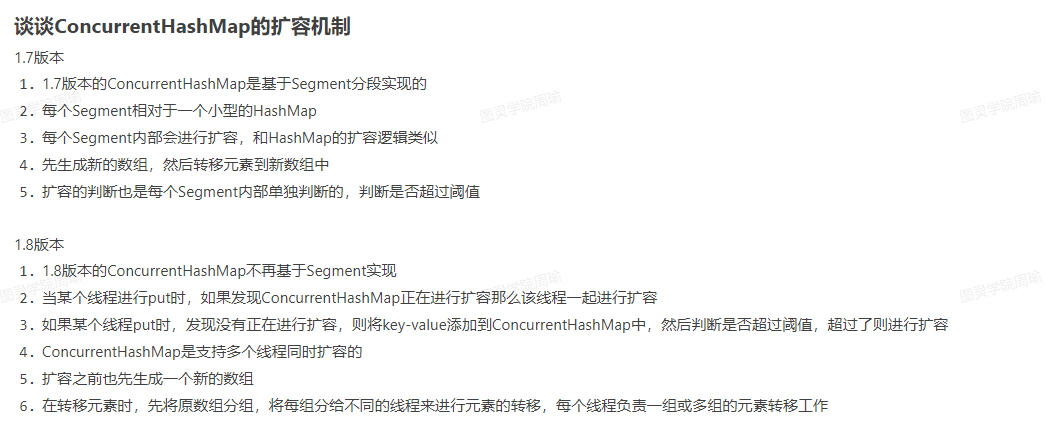 谈谈ConcurrentHashMap的扩容机制
1.7版本
1. 1.7版本的ConcurrentHashMap是基于Segment分段实现的
2. 每个Segment相对于一个小型的HashMap
3. 每个Segment内部会进行扩容，和HashMap的扩容逻辑类似
4. 先生成新的数组，然后转移元素到新数组中
5. 扩容的判断也是每个Segment内部单独判断的，判断是否超过阈值
1.8版本
1. 1.8版本的ConcurrentHashMap不再基于Segment实现
2. 当某个线程进行put时，如果发现ConcurrentHashMap正在进行扩容那么该线程一起进行扩容
3. 如果某个线程put时，发现没有正在进行扩容，则将key-value添加到ConcurrentHashMap中，然后判断是否超过阈值，超过了则进行扩容
4. ConcurrentHashMap是支持多个线程同时扩容的
5. 扩容之前也先生成一个新的数组
6. 在转移元素时，先将原数组分组，将每组分给不同的线程来进行元素的转移，每个线程负责一组或多组的元素转移工作
图灵学院周瑜
图灵学院周瑜
图灵学院周瑜
图灵学院周瑜
图灵学院周瑜
图灵学院周瑜